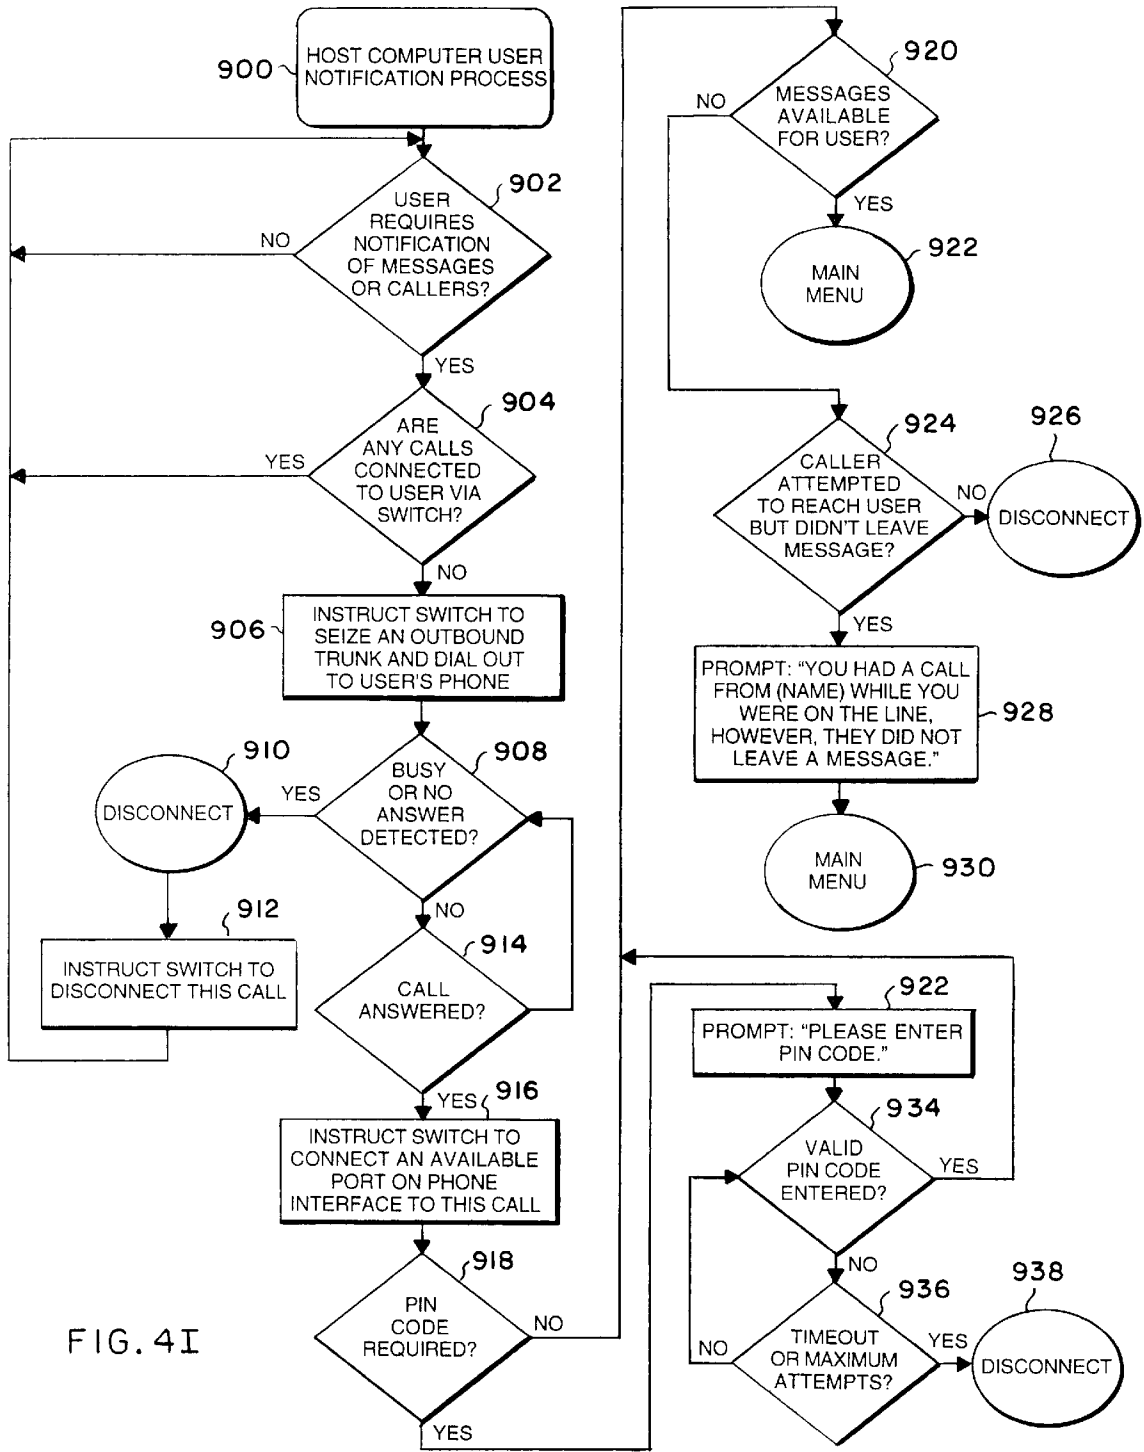 HOST COMPUTER USER
NOTIFICATION PROCESS
900
USER
REQUIRES
NOTIFICATION
OF MESSAGES
OR CALLERS?
902
NO
YES
ARE
ANY CALLS
CONNECTED
TO USER VIA
SWITCH?
904
YES
NO
INSTRUCT SWITCH TO
SEIZE AN OUTBOUND
TRUNK AND DIAL OUT
TO USER'S PHONE
906
BUSY
OR NO
ANSWER
DETECTED?
908
YES
910
DISCONNECT
912
INSTRUCT SWITCH TO
DISCONNECT THIS CALL
NO
914
CALL
ANSWERED?
YES
916
INSTRUCT SWITCH TO
CONNECT AN AVAILABLE
PORT ON PHONE
INTERFACE TO THIS CALL
918
PIN
CODE
REQUIRED?
NO
YES
FIG. 4I
920
MESSAGES
AVAILABLE
FOR USER?
NO
YES
922
MAIN
MENU
924
CALLER
ATTEMPTED
TO REACH USER
BUT DIDN'T LEAVE
MESSAGE?
NO
926
DISCONNECT
YES
PROMPT: "YOU HAD A CALL
FROM (NAME) WHILE YOU
WERE ON THE LINE,
HOWEVER, THEY DID NOT
LEAVE A MESSAGE."
928
MAIN
MENU
930
922
PROMPT: "PLEASE ENTER
PIN CODE."
934
VALID
PIN CODE
ENTERED?
YES
NO
936
TIMEOUT
OR MAXIMUM
ATTEMPTS?
NO
YES
938
DISCONNECT